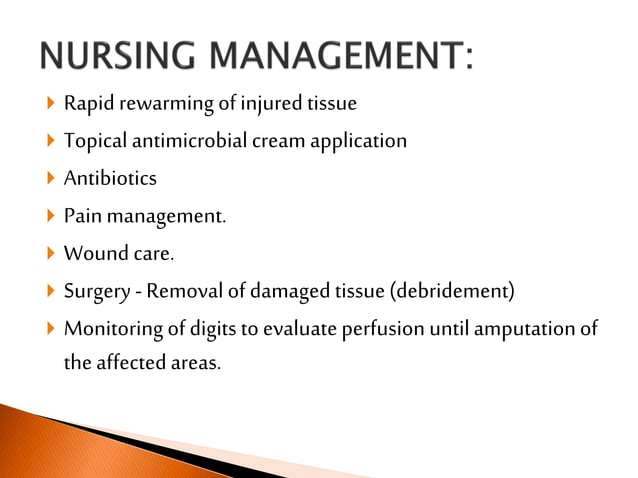 NURSING MANAGEMENT:
Rapid rewarming of injured tissue
Topical antimicrobial cream application
Antibiotics
Pain management.
Wound care.
Surgery - Removal of damaged tissue (debridement)
Monitoring of digits to evaluate perfusion until amputation of
the affected areas.